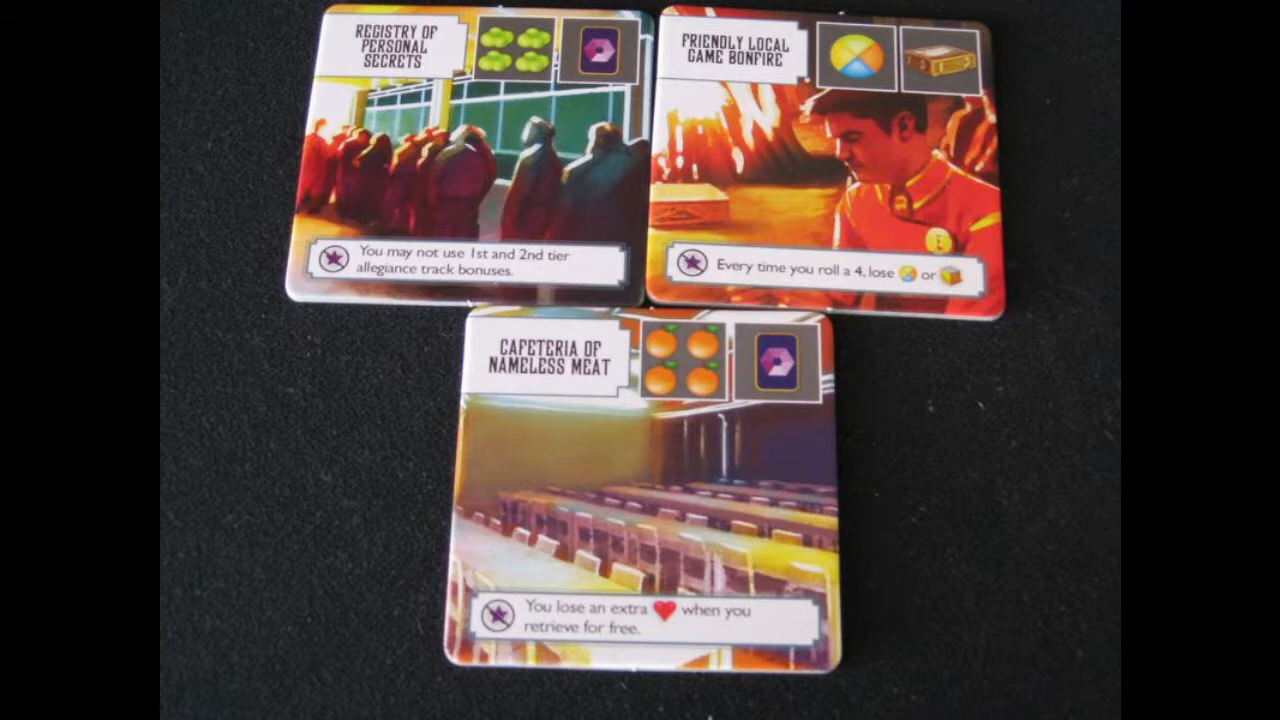 REGISTRY OF
PERSONAL
SECRETS
You may not use 1st and 2nd tier
allegiance track bonuses.
FRIENDLY LOCAL
GAME BONFIRE
E
Every time you roll a 4, lose or
CAFETERIA OF
NAMELESS MEAT
You lose an extra when you
retrieve for free.